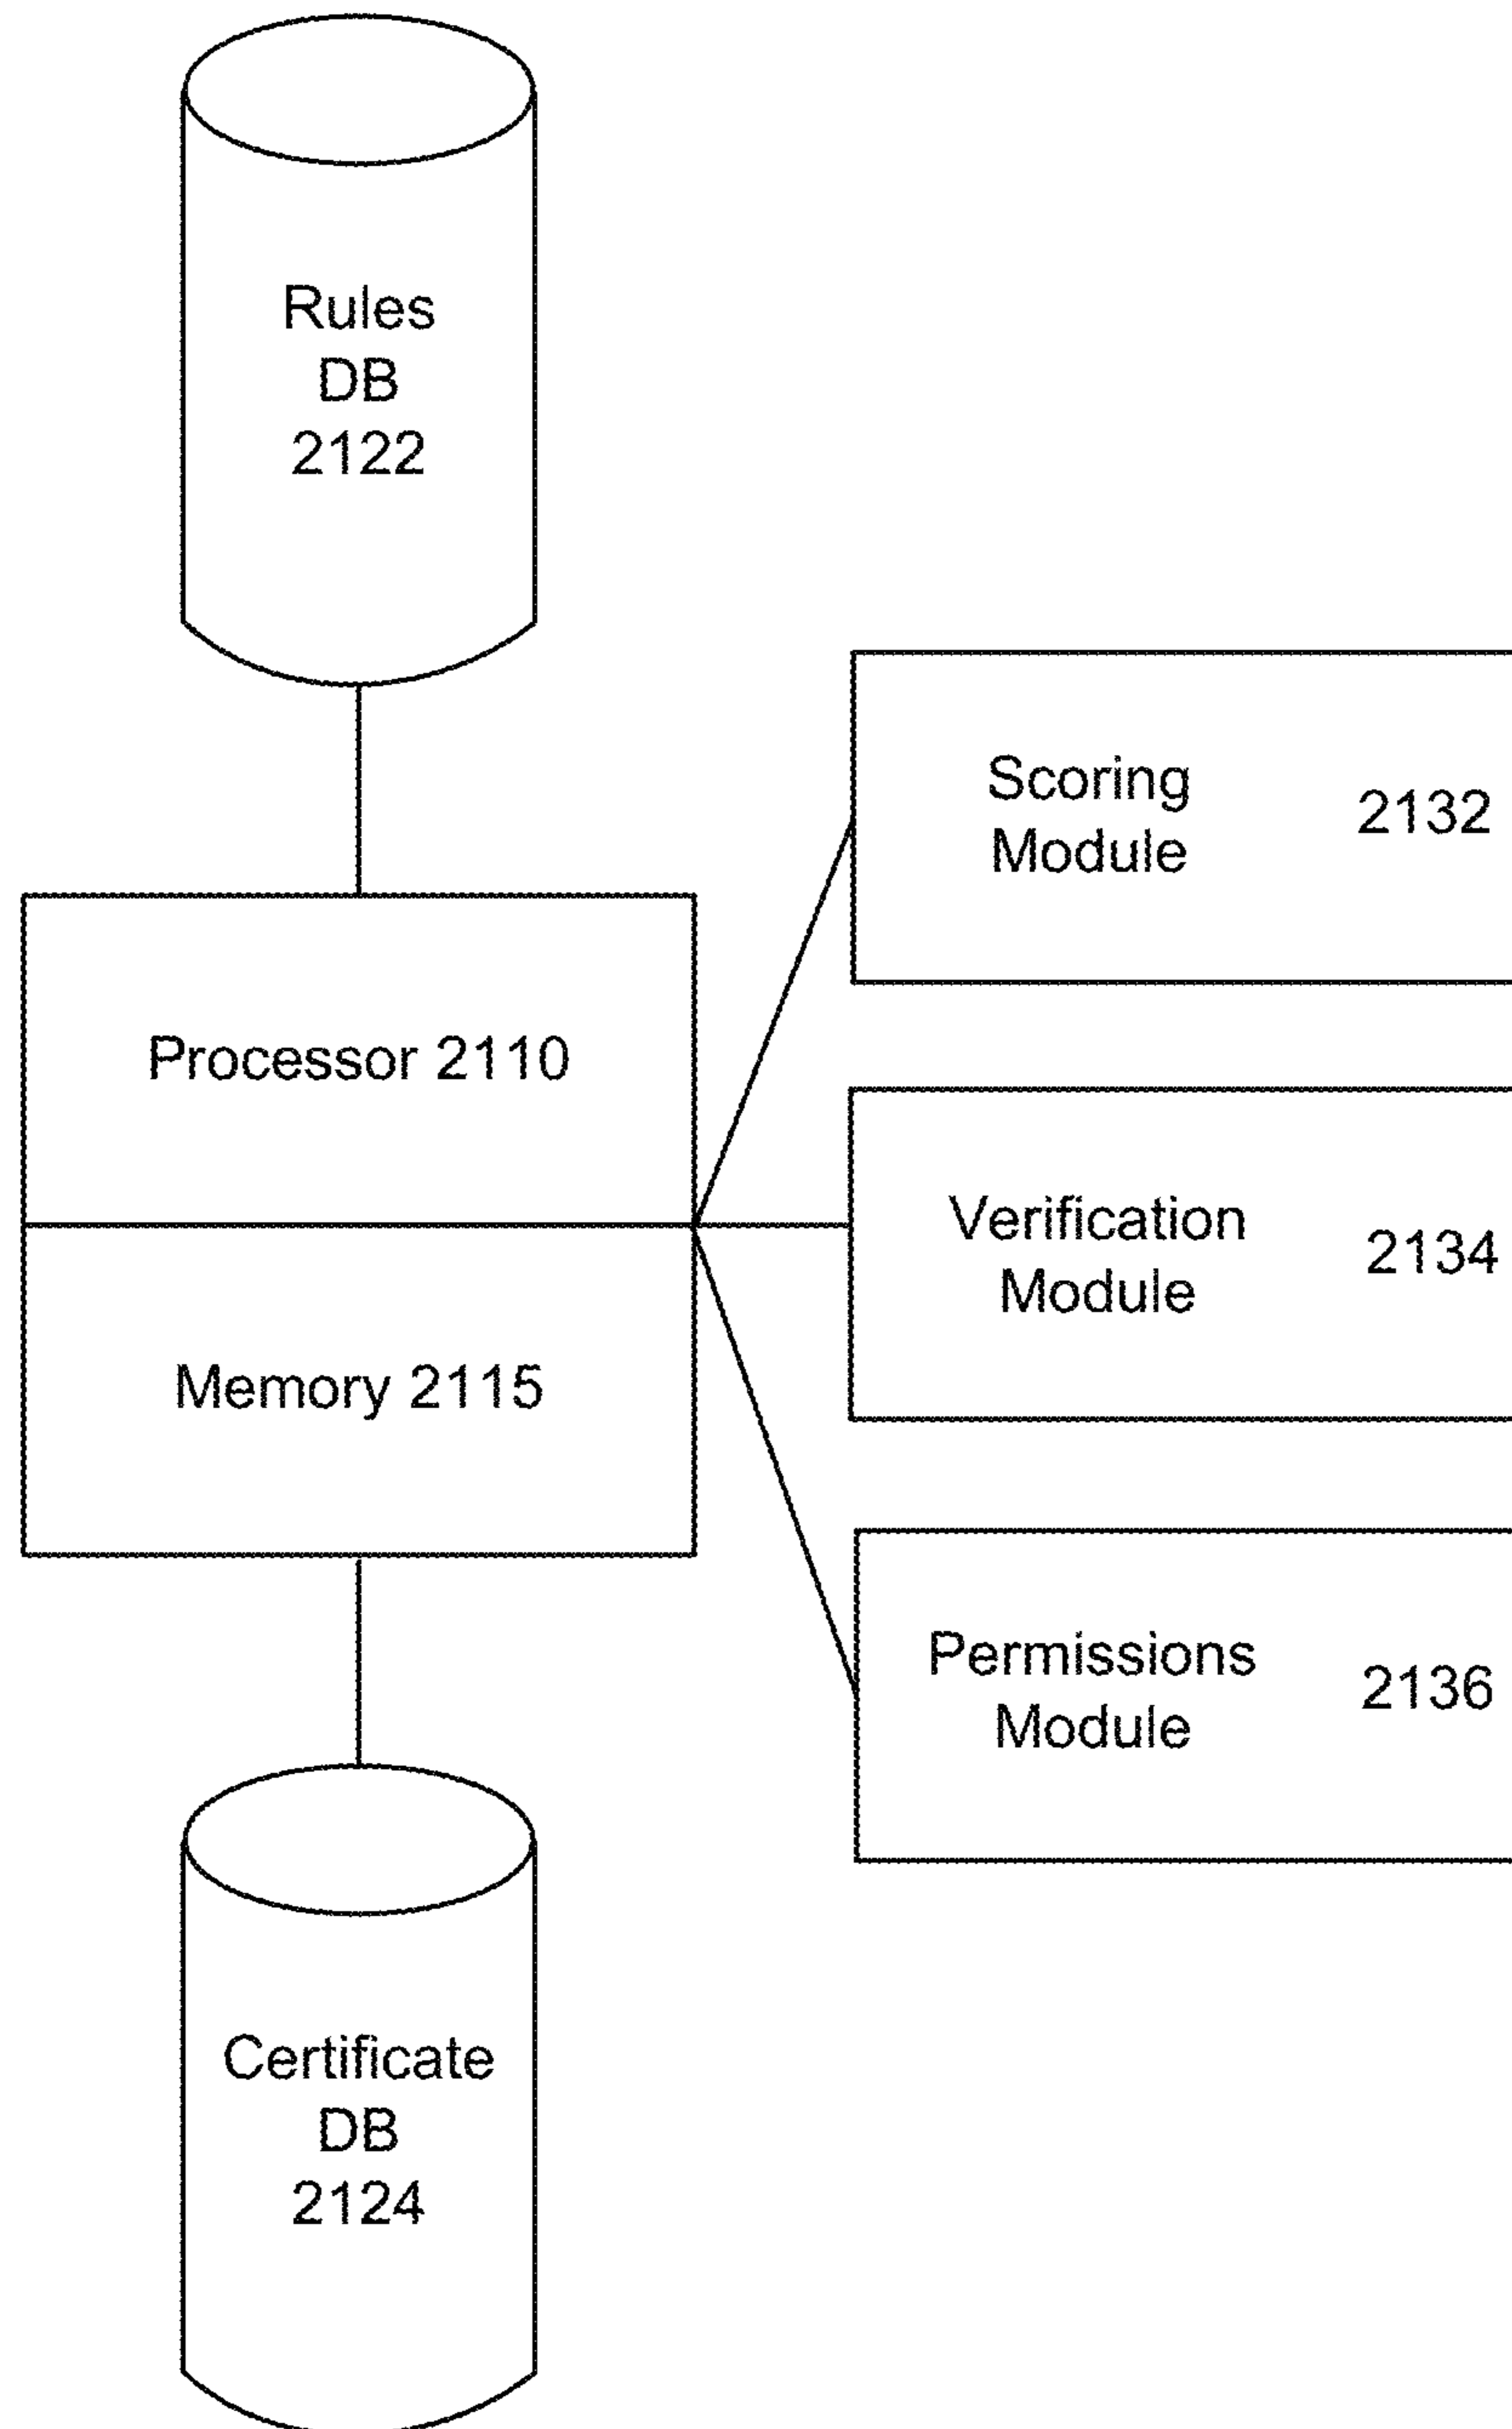 Rules
DB
2122
Scoring
Module
2132
Processor 2110
Verification
Module
2134
Memory 2115
Permissions
Module
2136
Certificate
DB
2124